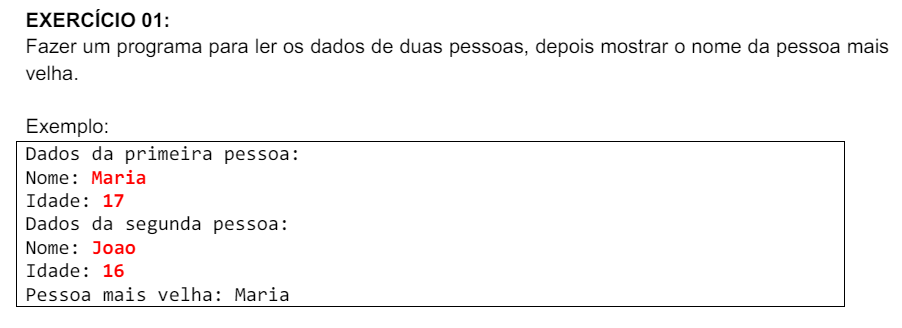 EXERCÍCIO 01:
Fazer um programa para ler os dados de duas pessoas, depois mostrar o nome da pessoa mais
velha.
Exemplo:
Dados da primeira pessoa:
Nome: Maria
Idade: 17
Dados da segunda pessoa:
Nome: Joao
Idade: 16
Pessoa mais velha: Maria